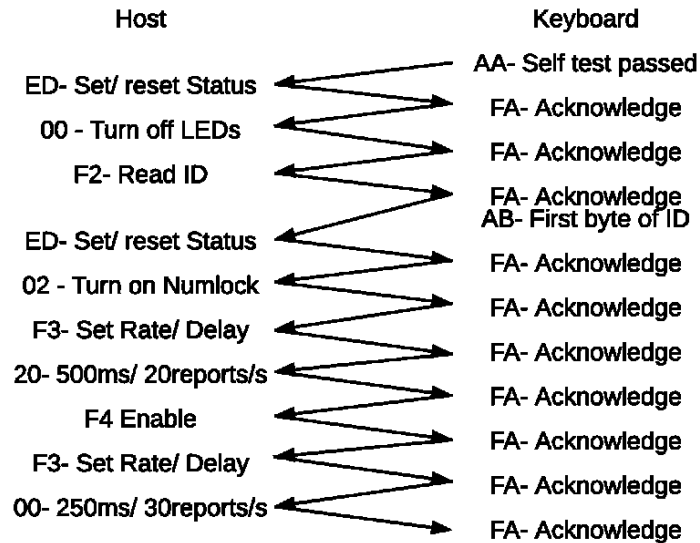 Host Keyboard
AA- Self test passed
ED- Set/ reset Status
FA- Acknowledge
00 - Turn off LEDs
FA- Acknowledge
F2- Read ID
FA- Acknowledge
AB- First byte of ID
ED- Set/ reset Status
FA- Acknowledge
02 - Turn on Numlock
FA- Acknowledge
F3- Set Rate/ Delay
FA- Acknowledge
20- 500ms/ 20reports/s
FA- Acknowledge
F4 Enable
FA- Acknowledge
F3- Set Rate/ Delay
FA- Acknowledge
00- 250ms/ 30reports/s
FA- Acknowledge